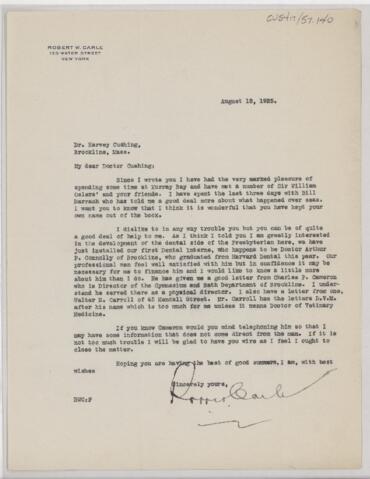 CUS417/57.140
ROBERT W. CARLE
153 WATER STREET
NEW YORK
August 18, 1925.
Dr. Harvey Cushing,
Brookline, Mass.
My dear Doctor Cushing:
Since I wrote you I have had the very marked pleasure of
spending some time at Murray Bay and have met a number of Sir William
Oslers' and your friends. I have spent the last three days with Bill
Darrach who has told me a good deal more about what happened over seas.
I want you to know that I think it is wonderful that you have kept your
own name out of the book.
I dislike to in any way trouble you but you can be of quite
a good deal of help to me. As I think I told you I am greatly interested
in the development of the dental side of the Presbyterian here, we have
just installed our first Dental Interne, who happens to be Doctor Arthur
P. Connolly of Brookline, who graduated from Harvard Dental this year. Our
professional men feel well satisfied with him but in confidence it may be
necessary for me to finance him and I would like to know a little more
about him than I do. He has given me a good letter from Charles P. Cameron
who is Director of the Gymnasium and Bath Department of Brookline. I under-
stand he served there as a physical director. I also have a letter from one,
Walter E. Carroll of 45 Kendall Street. Mr. Carroll has the letters D.V.M.
after his name which is too much for me unless it means Doctor of Vetinary
Medicine.
If you know Cameron would you mind telephoning him so that I
may have some information that does not come direct from the man. If it is
not too much trouble I will be glad to have you wire as I feel I ought to
close the matter.
Hoping you are having the best of good summers, I am, with best
wishes
Sincerely yours,
Carle
RWC:F